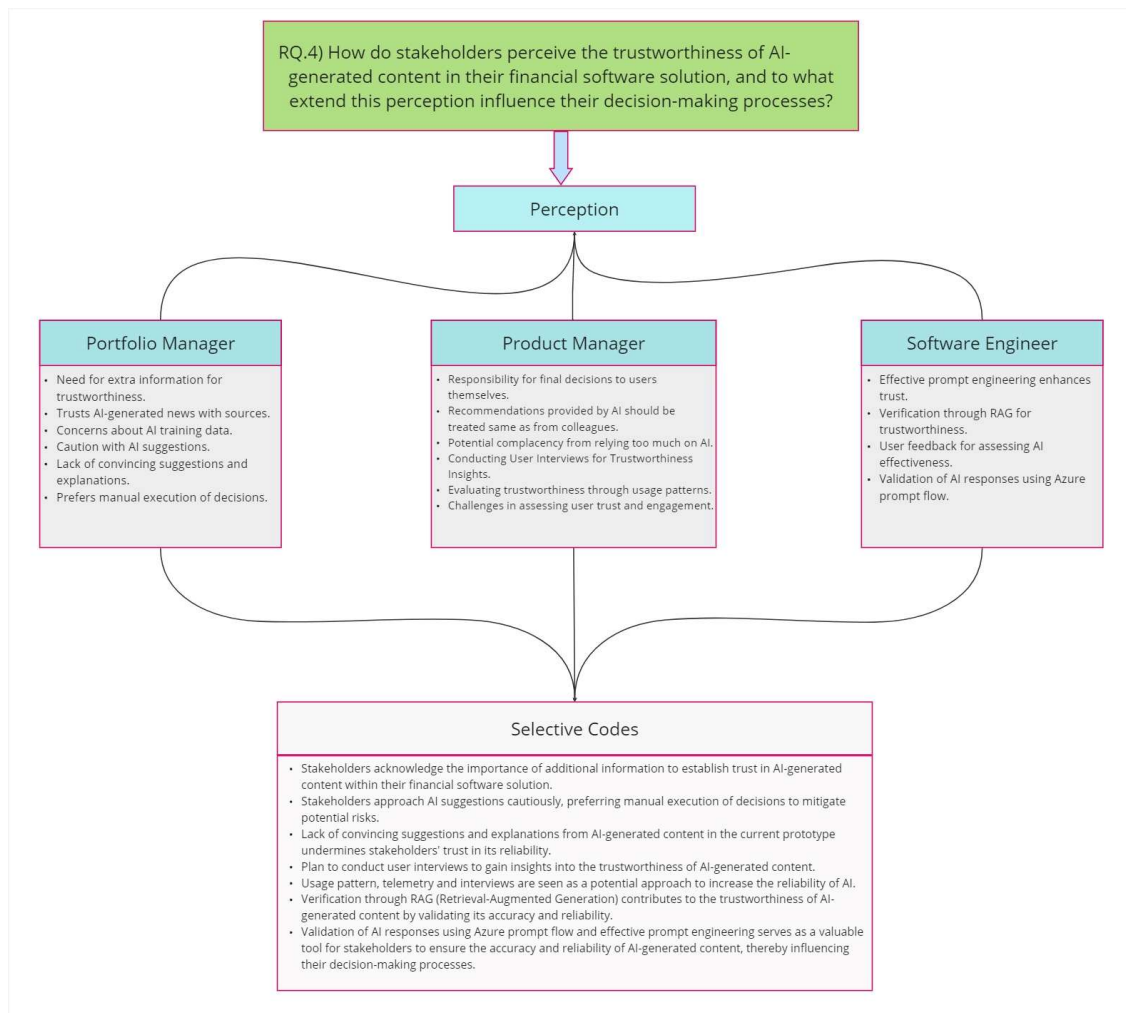 RQ.4) How do stakeholders perceive the trustworthiness of AI-
generated content in their financial software solution, and to what
extend this perception influence their decision-making processes?
Perception
Portfolio Manager
• Need for extra information for
trustworthiness.
• Trusts AI-generated news with sources.
• Concerns about AI training data.
• Caution with AI suggestions.
• Lack of convincing suggestions and
explanations.
• Prefers manual execution of decisions.
Product Manager
• Responsibility for final decisions to users
themselves.
• Recommendations provided by AI should be
treated same as from colleagues.
• Potential complacency from relying too much on AI.
• Conducting User Interviews for Trustworthiness
Insights.
• Evaluating trustworthiness through usage patterns.
• Challenges in assessing user trust and engagement.
Software Engineer
• Effective prompt engineering enhances
trust.
• Verification through RAG for
trustworthiness.
• User feedback for assessing AI
effectiveness.
• Validation of AI responses using Azure
prompt flow.
Selective Codes
• Stakeholders acknowledge the importance of additional information to establish trust in AI-generated
content within their financial software solution.
• Stakeholders approach AI suggestions cautiously, preferring manual execution of decisions to mitigate
potential risks.
• Lack of convincing suggestions and explanations from AI-generated content in the current prototype
undermines stakeholders' trust in its reliability.
• Plan to conduct user interviews to gain insights into the trustworthiness of AI-generated content.
• Usage pattern, telemetry and interviews are seen as a potential approach to increase the reliability of AI.
• Verification through RAG (Retrieval-Augmented Generation) contributes to the trustworthiness of AI-
generated content by validating its accuracy and reliability.
• Validation of AI responses using Azure prompt flow and effective prompt engineering serves as a valuable
tool for stakeholders to ensure the accuracy and reliability of AI-generated content, thereby influencing
their decision-making processes.